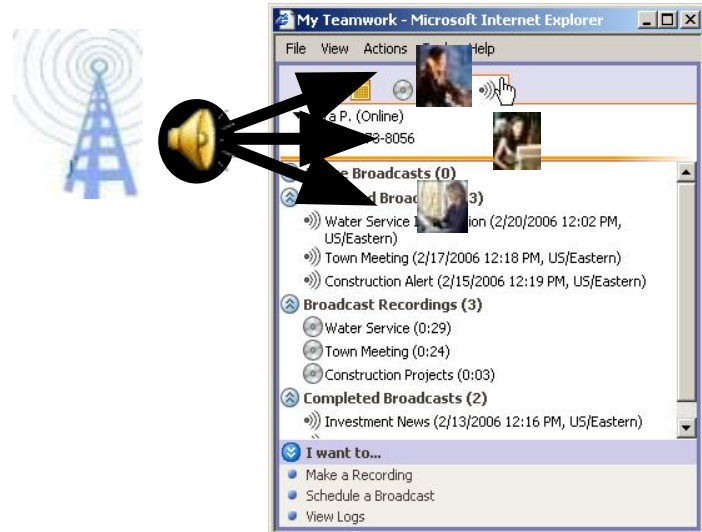 My Teamwork - Microsoft Internet Explorer
File View Actions Help
a P. (Online)
-8056
Broadcasts (0)
3)
Water Service ion (2/20/2006 12:02 PM,
US/Eastern)
Town Meeting (2/17/2006 12:18 PM, US/Eastern)
Construction Alert (2/15/2006 12:19 PM, US/Eastern)
Broadcast Recordings (3)
Water Service (0:29)
Town Meeting (0:24)
Construction Projects (0:03)
Completed Broadcasts (2)
Investment News (2/13/2006 12:16 PM, US/Eastern)
I want to...
Make a Recording
Schedule a Broadcast
View Logs